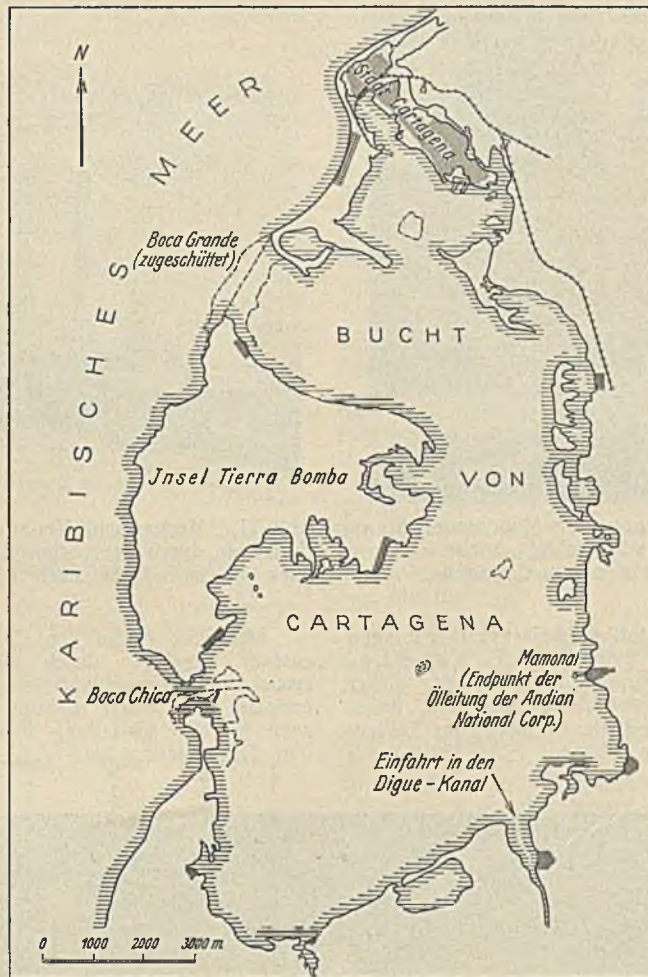 N
Stadt Cartagena
KARIBISCHES MEER
Boca Grande
(zugeschüttet)
BUCHT
Jnsel Tierra Bomba
VON
CARTAGENA
Mamonal
(Endpunkt der
Ölleitung der Andian
National Corp.)
Boca Chica
Einfahrt in den
Digue-Kanal
0 1000 2000 3000 m.